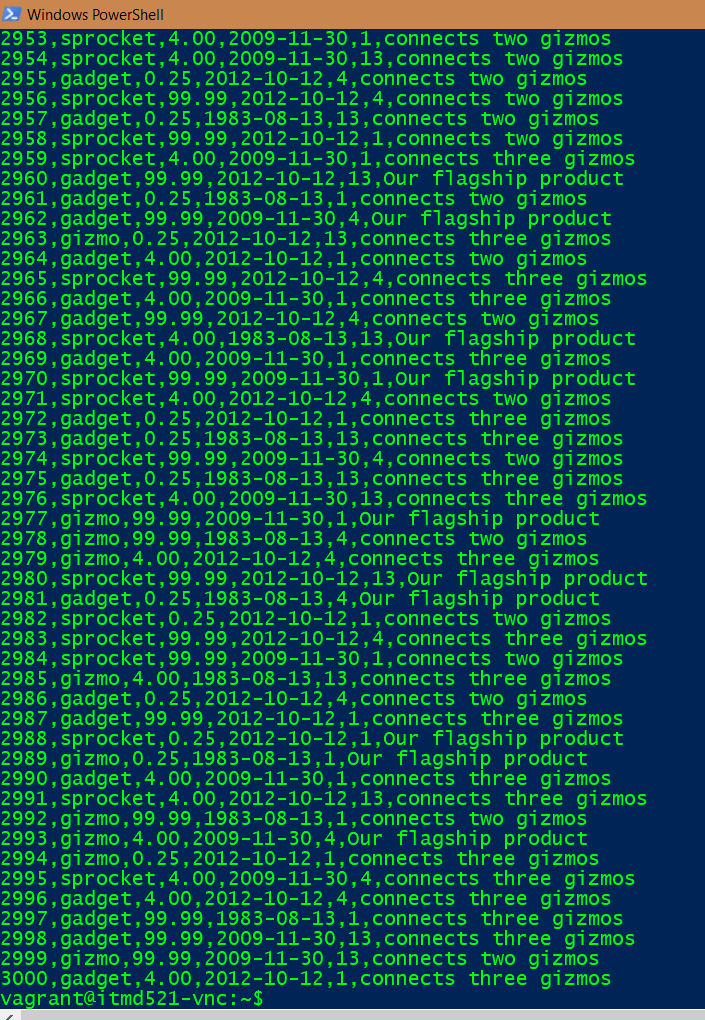 Windows PowerShell
2953,sprocket,4.00,2009-11-30,1,connects two gizmos
2954,sprocket,4.00,2009-11-30,13,connects two gizmos
2955,gadget,0.25,2012-10-12,4,connects two gizmos
2956,sprocket,99.99,2012-10-12,4,connects two gizmos
2957,gadget,0.25,1983-08-13,13,connects two gizmos
2958,sprocket,99.99,2012-10-12,1,connects two gizmos
2959,sprocket,4.00,2009-11-30,1,connects three gizmos
2960,gadget,99.99,2012-10-12,13,Our flagship product
2961,gadget,0.25,1983-08-13,1,connects two gizmos
2962,gadget,99.99,2009-11-30,4,Our flagship product
2963,gizmo,0.25,2012-10-12,13,connects three gizmos
2964,gadget,4.00,2012-10-12,1,connects two gizmos
2965,sprocket,99.99,2012-10-12,4,connects three gizmos
2966,gadget,4.00,2009-11-30,1,connects three gizmos
2967,gadget,99.99,2012-10-12,4,connects two gizmos
2968,sprocket,4.00,1983-08-13,13,Our flagship product
2969,gadget,4.00,2009-11-30,1,connects three gizmos
2970,sprocket,99.99,2009-11-30,1,Our flagship product
2971,sprocket,4.00,2012-10-12,4,connects two gizmos
2972,gadget,0.25,2012-10-12,1,connects three gizmos
2973,gadget,0.25,1983-08-13,13,connects three gizmos
2974,sprocket,99.99,2009-11-30,4,connects two gizmos
2975,gadget,0.25,1983-08-13,13,connects three gizmos
2976,sprocket,4.00,2009-11-30,13,connects three gizmos
2977,gizmo,99.99,2009-11-30,1,Our flagship product
2978,gizmo,99.99,1983-08-13,4,connects two gizmos
2979,gizmo,4.00,2012-10-12,4,connects three gizmos
2980,sprocket,99.99,2012-10-12,13,Our flagship product
2981,gadget,0.25,1983-08-13,4,Our flagship product
2982,sprocket,0.25,2012-10-12,1,connects two gizmos
2983,sprocket,99.99,2012-10-12,4,connects three gizmos
2984,sprocket,99.99,2009-11-30,1,connects two gizmos
2985,gizmo,4.00,1983-08-13,13,connects three gizmos
2986,gadget,0.25,2012-10-12,4,connects two gizmos
2987,gadget,99.99,2012-10-12,1,connects three gizmos
2988,sprocket,0.25,2012-10-12,1,Our flagship product
2989,gizmo,0.25,1983-08-13,1,Our flagship product
2990,gadget,4.00,2009-11-30,1,connects three gizmos
2991,sprocket,4.00,2012-10-12,13,connects three gizmos
2992,gizmo,99.99,1983-08-13,1,connects two gizmos
2993,gizmo,4.00,2009-11-30,4,Our flagship product
2994,gizmo,0.25,2012-10-12,1,connects three gizmos
2995,sprocket,4.00,2009-11-30,4,connects three gizmos
2996,gadget,4.00,2012-10-12,4,connects three gizmos
2997,gadget,99.99,1983-08-13,1,connects two gizmos
2998,gadget,99.99,2009-11-30,13,connects three gizmos
2999,gizmo,99.99,2009-11-30,13,connects two gizmos
3000,gadget,4.00,2012-10-12,1,connects three gizmos
vagrant@itmd521-vnc:~$